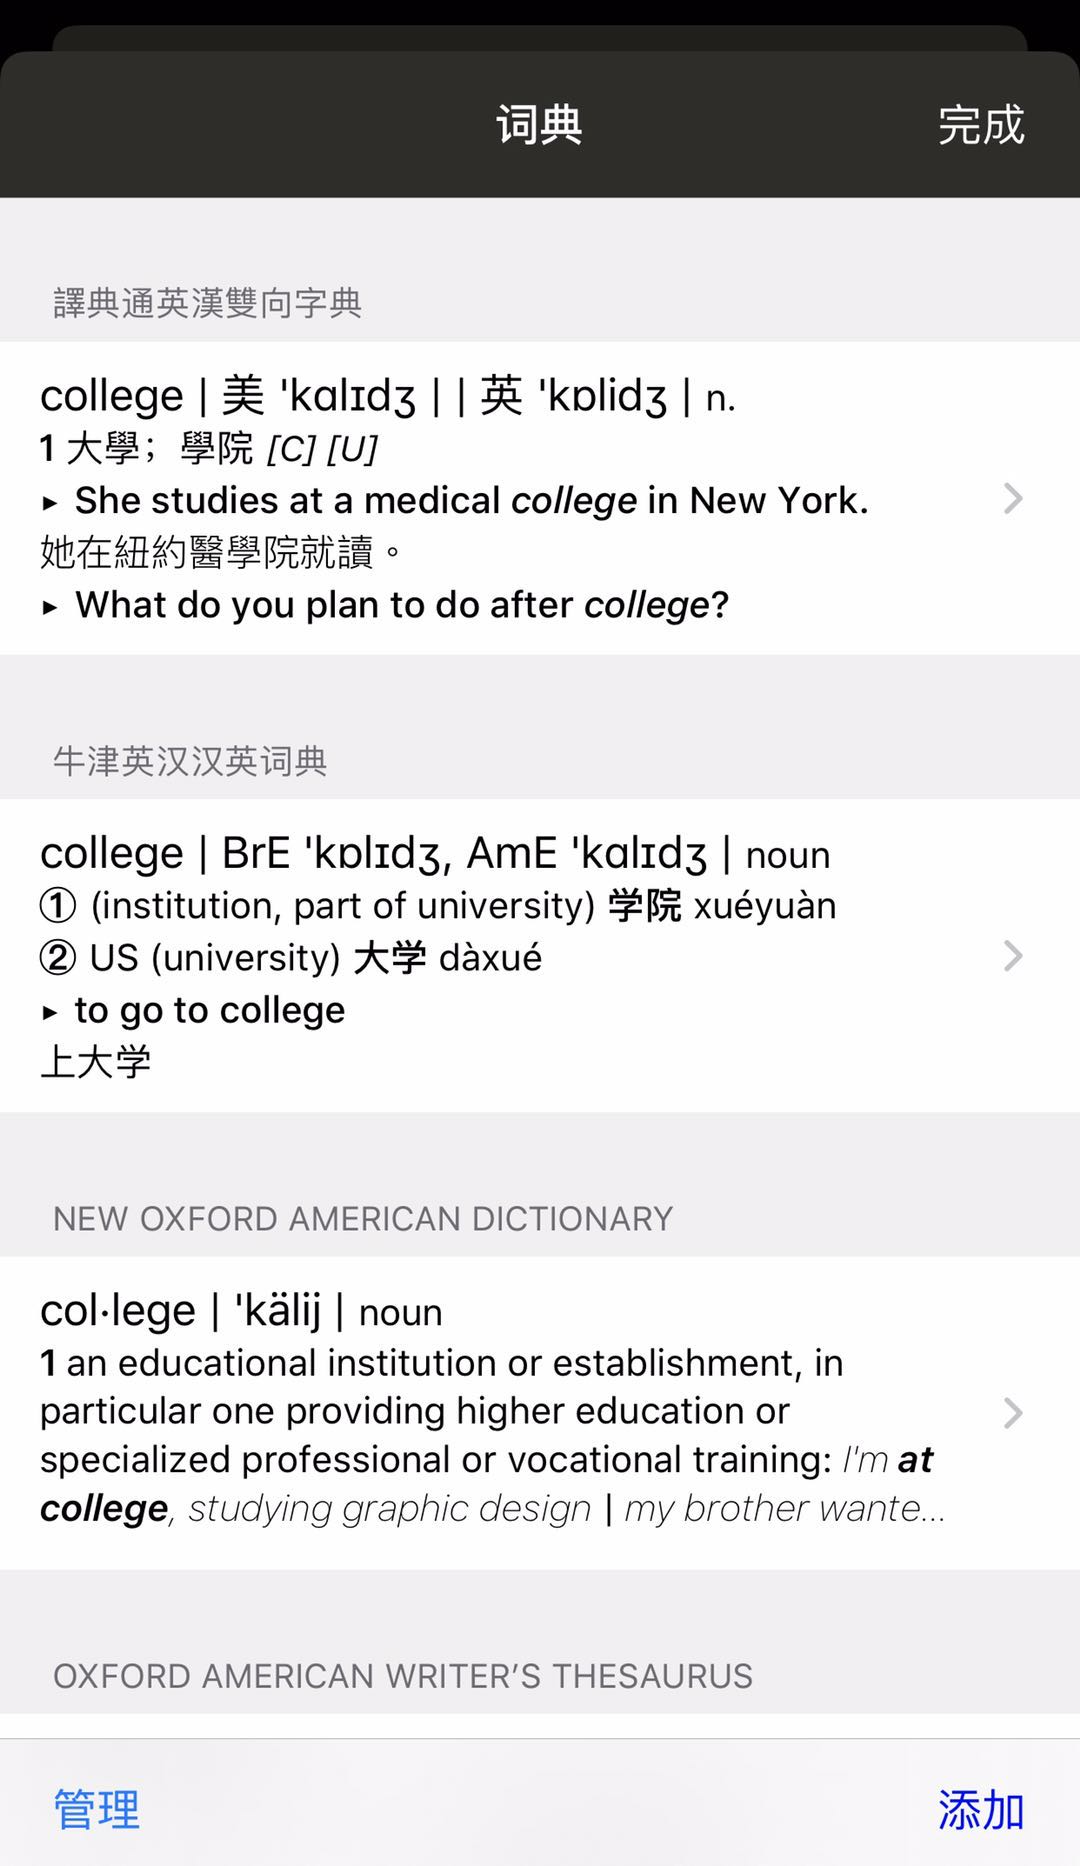 词典
完成
譯典通英漢雙向字典
college | 美 'kɑlɪdʒ | | 英 'kɒlidʒ | n.
1 大學；學院 [C] [U]
▸ She studies at a medical college in New York.
她在紐約醫學院就讀。
▸ What do you plan to do after college?
牛津英汉汉英词典
college | BrE 'kɒlɪdʒ, AmE 'kɑlɪdʒ | noun
① (institution, part of university) 学院 xuéyuàn
② US (university) 大学 dàxué
▸ to go to college
上大学
NEW OXFORD AMERICAN DICTIONARY
col·lege | 'kälij | noun
1 an educational institution or establishment, in
particular one providing higher education or
specialized professional or vocational training: I'm at
college, studying graphic design | my brother wante...
OXFORD AMERICAN WRITER’S THESAURUS
管理
添加